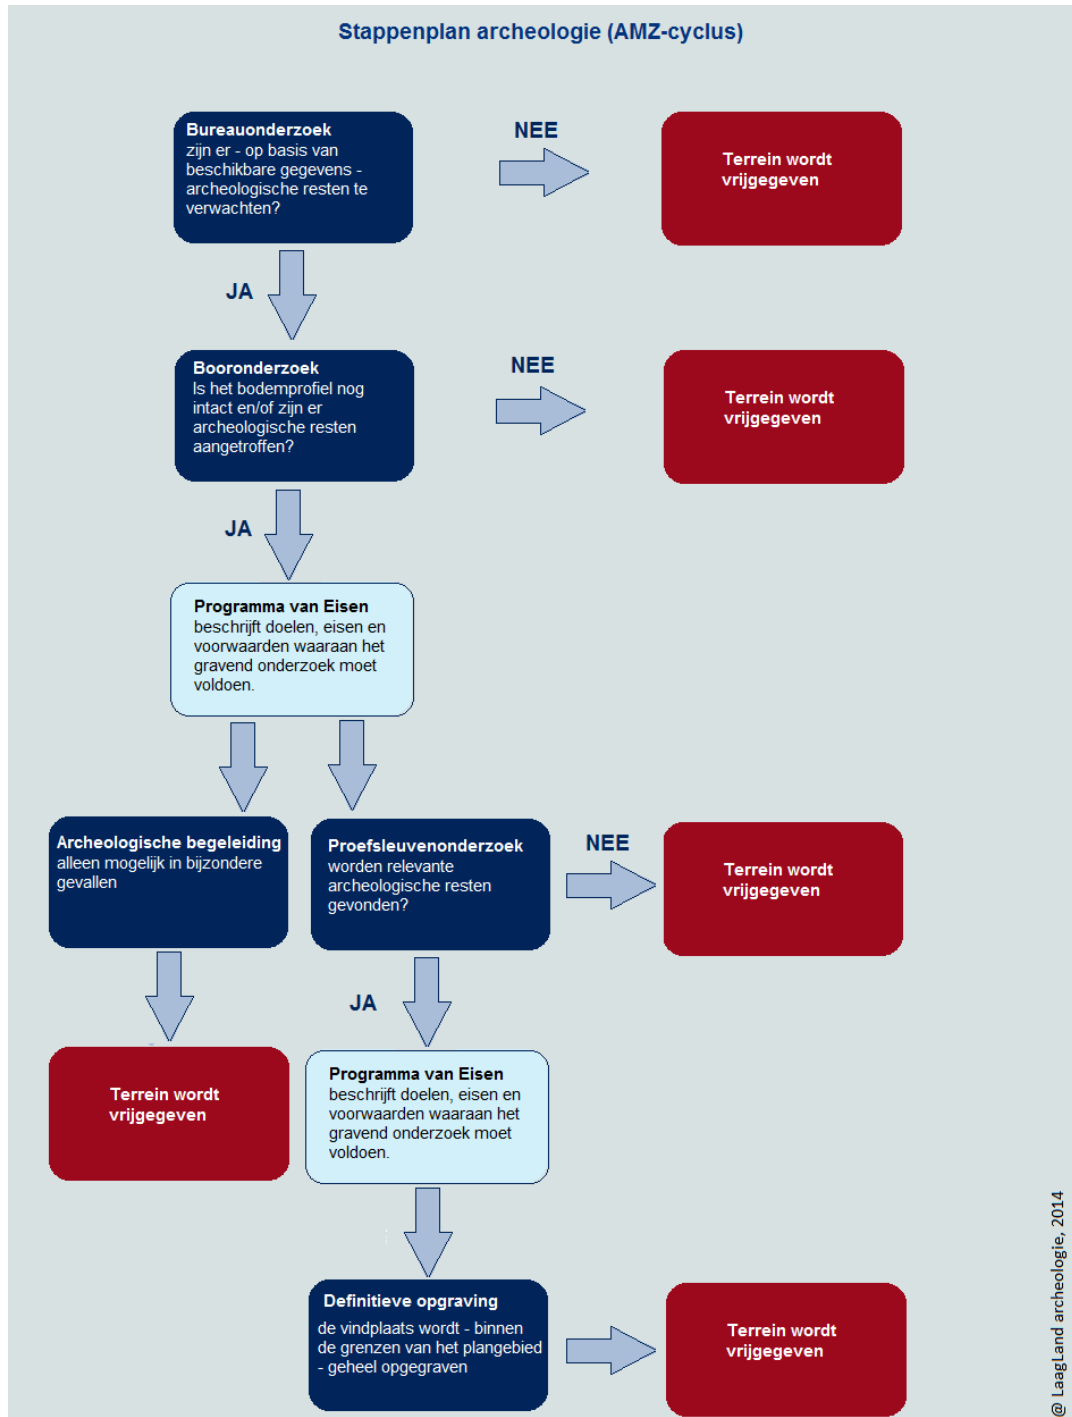 Stappenplan archeologie (AMZ-cyclus)
Bureauonderzoek
zijn er - op basis van
beschikbare gegevens -
archeologische resten te
verwachten?
NEE
Terrein wordt
vrijgegeven
JA
Booronderzoek
Is het bodemprofiel nog
intact en/of zijn er
archeologische resten
aangetroffen?
NEE
Terrein wordt
vrijgegeven
JA
Programma van Eisen
beschrijft doelen, eisen en
voorwaarden waaraan het
gravend onderzoek moet
voldoen.
Archeologische begeleiding
alleen mogelijk in bijzondere
gevallen
Proefsleuvenonderzoek
worden relevante
archeologische resten
gevonden?
NEE
Terrein wordt
vrijgegeven
JA
Terrein wordt
vrijgegeven
Programma van Eisen
beschrijft doelen, eisen en
voorwaarden waaraan het
gravend onderzoek moet
voldoen.
Definitieve opgraving
de vindplaats wordt - binnen
de grenzen van het plangebied
- geheel opgegraven
Terrein wordt
vrijgegeven
@ LaagLand archeologie, 2014